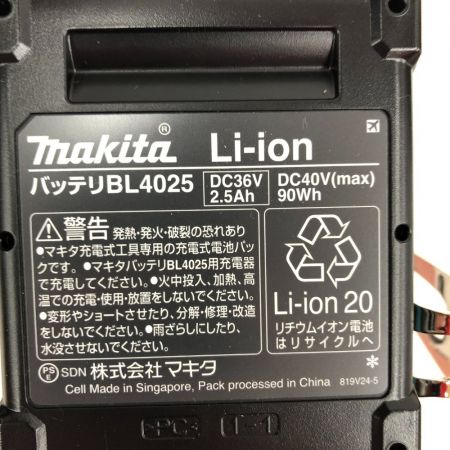 makita® Li-ion
バッテリBL4025 DC36V 2.5Ah DC40V(max) 90Wh
警告 発熱・発火・破裂の恐れあり
●マキタ充電式工具専用の充電式電池パッ
クです。●マキタバッテリBL4025用充電器
で充電してください。●火中投入、加熱、高
温での充電・使用・放置をしないでください。
●変形やショートさせたり、分解・修理・改造
をしないでください。●雨ざらしにしたり、
水没させないでください。
Li-ion 20
リチウムイオン電池
はリサイクルへ
PSE SDN 株式会社マキタ *
Cell Made in Singapore, Pack processed in China 819V24-5
>PC< T-1